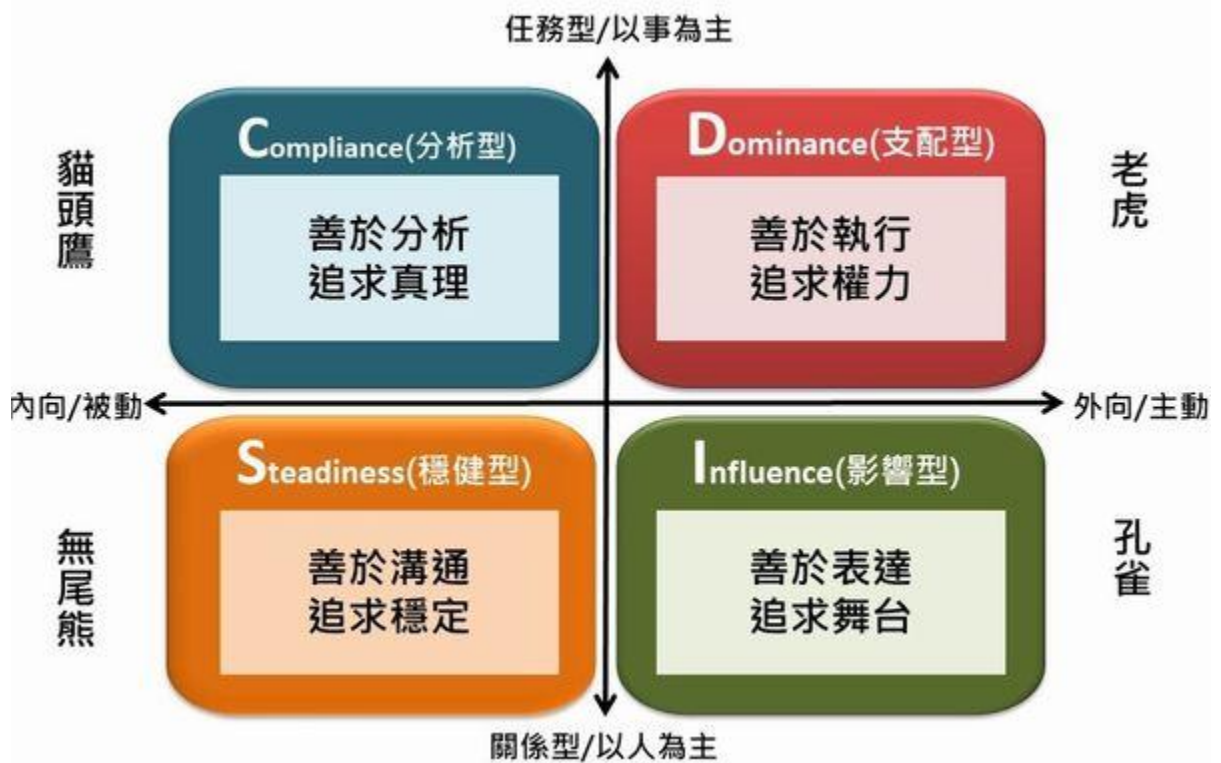 任務型/以事為主
Compliance(分析型)
善於分析
追求真理
貓頭鷹
Dominance(支配型)
善於執行
追求權力
老虎
內向/被動
外向/主動
Steadiness(穩健型)
善於溝通
追求穩定
無尾熊
Influence(影響型)
善於表達
追求舞台
孔雀
關係型/以人為主